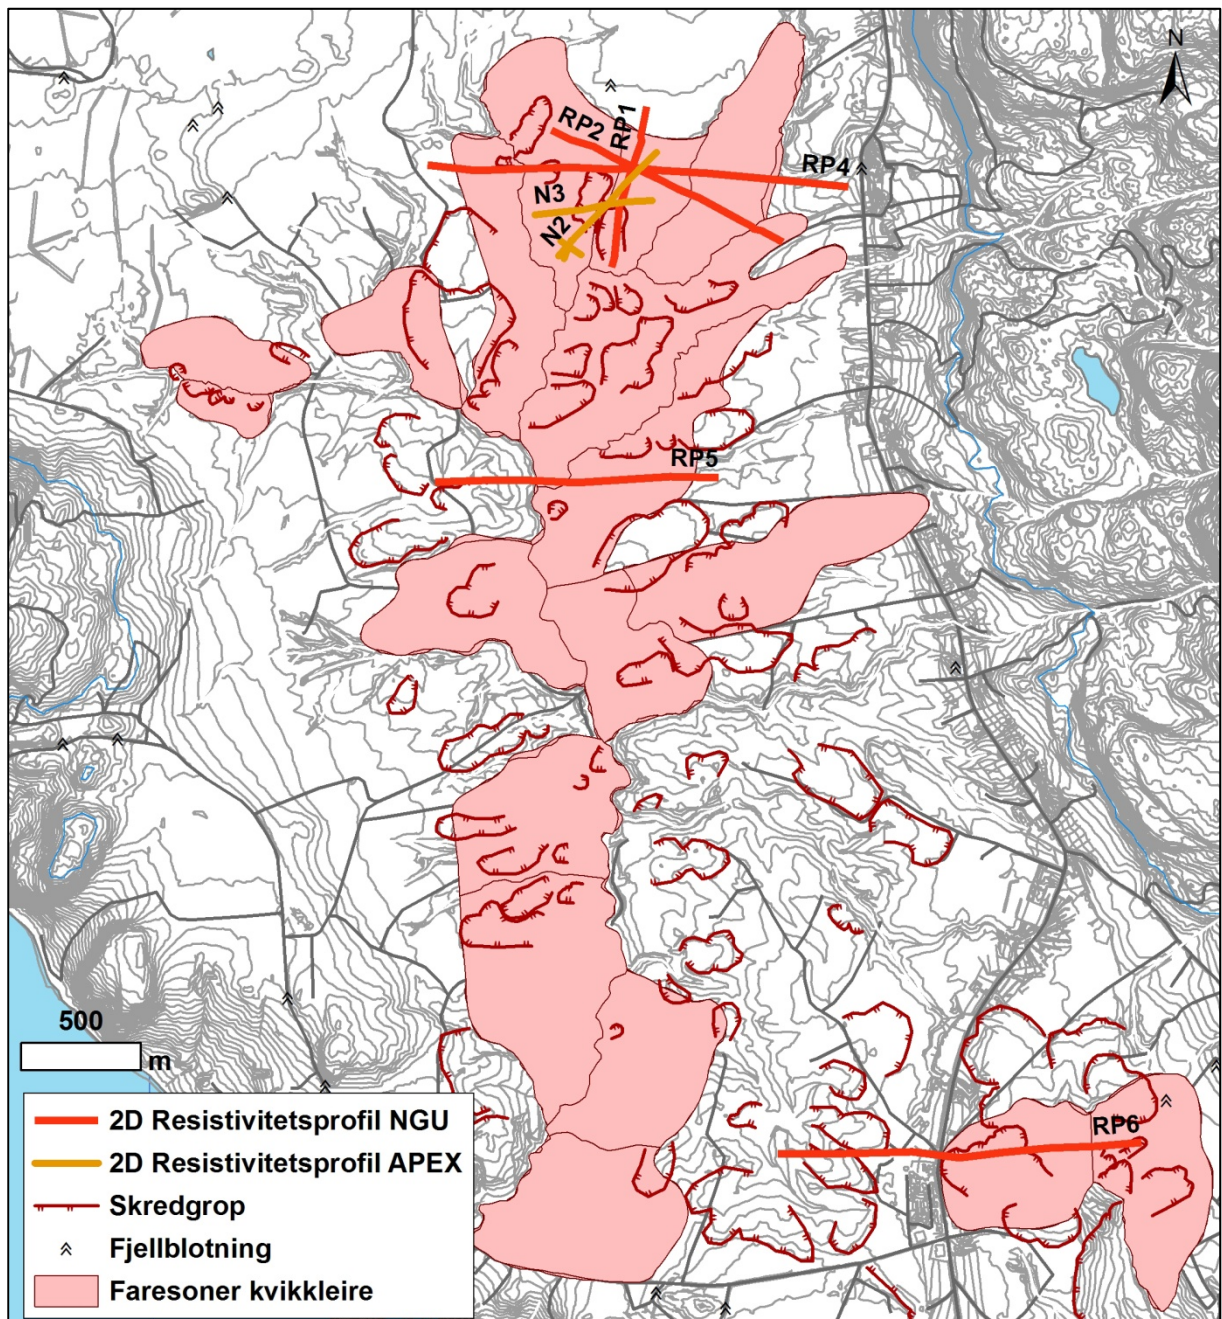 N
RP1
RP2
RP4
N3
N2
RP5
500
m
RP6
2D Resistivitetsprofil NGU
2D Resistivitetsprofil APEX
Skredgrop
Fjellblotning
Faresoner kvikkleire